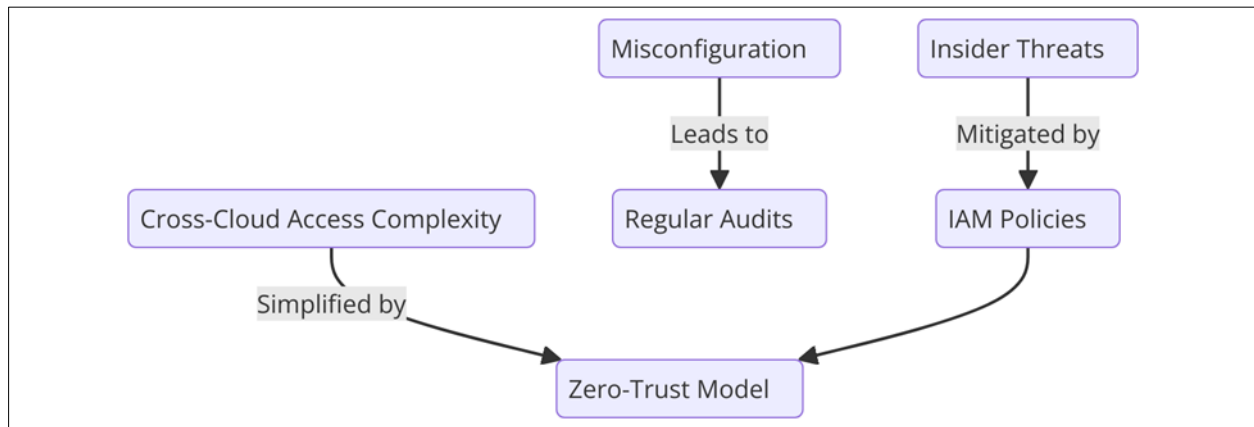 Misconfiguration
Insider Threats
Leads to
Mitigated by
Cross-Cloud Access Complexity
Regular Audits
IAM Policies
Simplified by
Zero-Trust Model